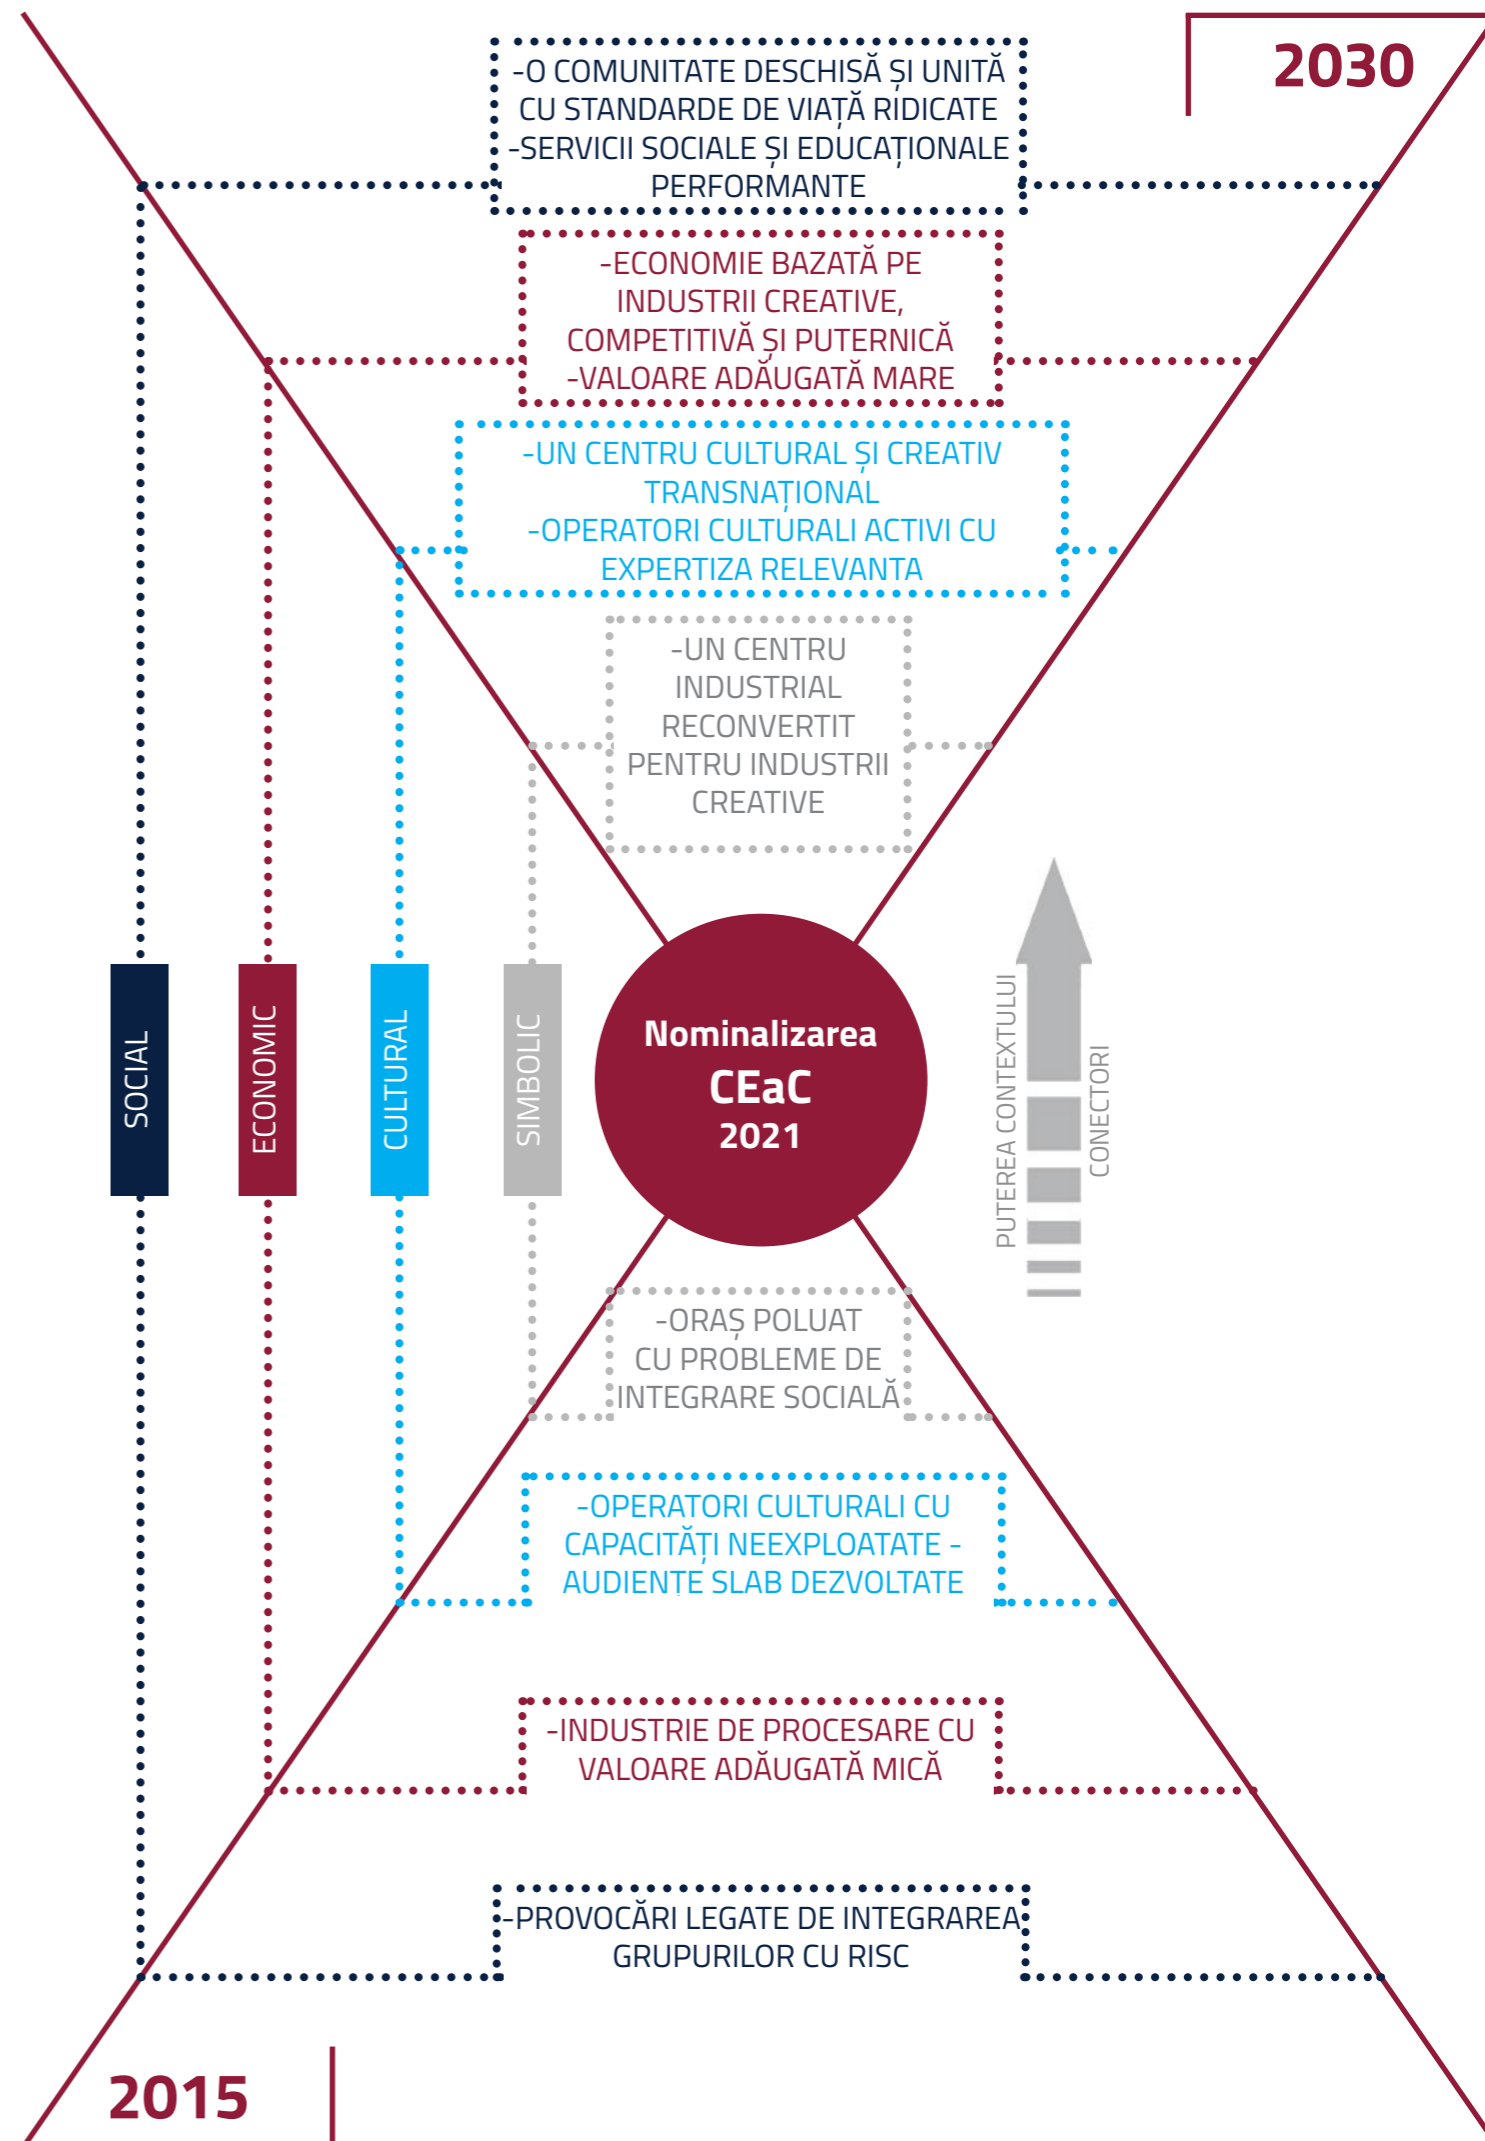 2030
-O COMUNITATE DESCHISĂ ȘI UNITĂ
CU STANDARDE DE VIAȚĂ RIDICATE
-SERVICII SOCIALE ȘI EDUCAȚIONALE
PERFORMANTE
-ECONOMIE BAZATĂ PE
INDUSTRII CREATIVE,
COMPETITIVĂ ȘI PUTERNICĂ
-VALOARE ADĂUGATĂ MARE
-UN CENTRU CULTURAL ȘI CREATIV
TRANSNAȚIONAL
-OPERATORI CULTURALI ACTIVI CU
EXPERTIZA RELEVANTA
-UN CENTRU
INDUSTRIAL
RECONVERTIT
PENTRU INDUSTRII
CREATIVE
SOCIAL
ECONOMIC
CULTURAL
SIMBOLIC
Nominalizarea
CEaC
2021
PUTEREA CONTEXTULUI
CONECTORI
-ORAȘ POLUAT
CU PROBLEME DE
INTEGRARE SOCIALĂ
-OPERATORI CULTURALI CU
CAPACITĂȚI NEEXPLOATATE -
AUDIENȚE SLAB DEZVOLTATE
-INDUSTRIE DE PROCESARE CU
VALOARE ADĂUGATĂ MICĂ
-PROVOCĂRI LEGATE DE INTEGRAREA
GRUPURILOR CU RISC
2015